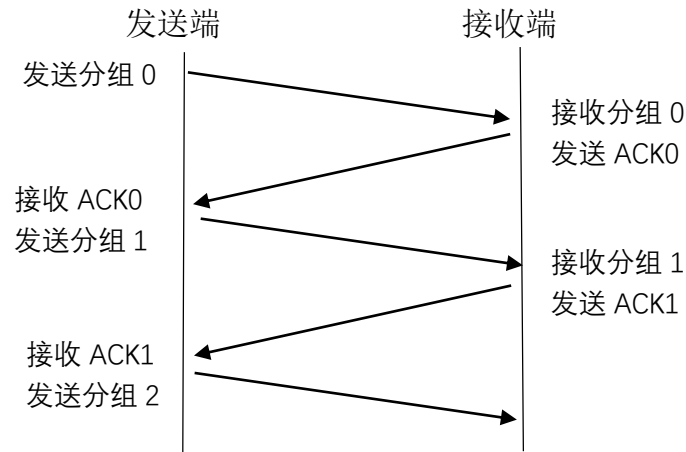 发送端
接收端
发送分组 0
接收分组 0
发送 ACK0
接收 ACK0
发送分组 1
接收分组 1
发送 ACK1
接收 ACK1
发送分组 2